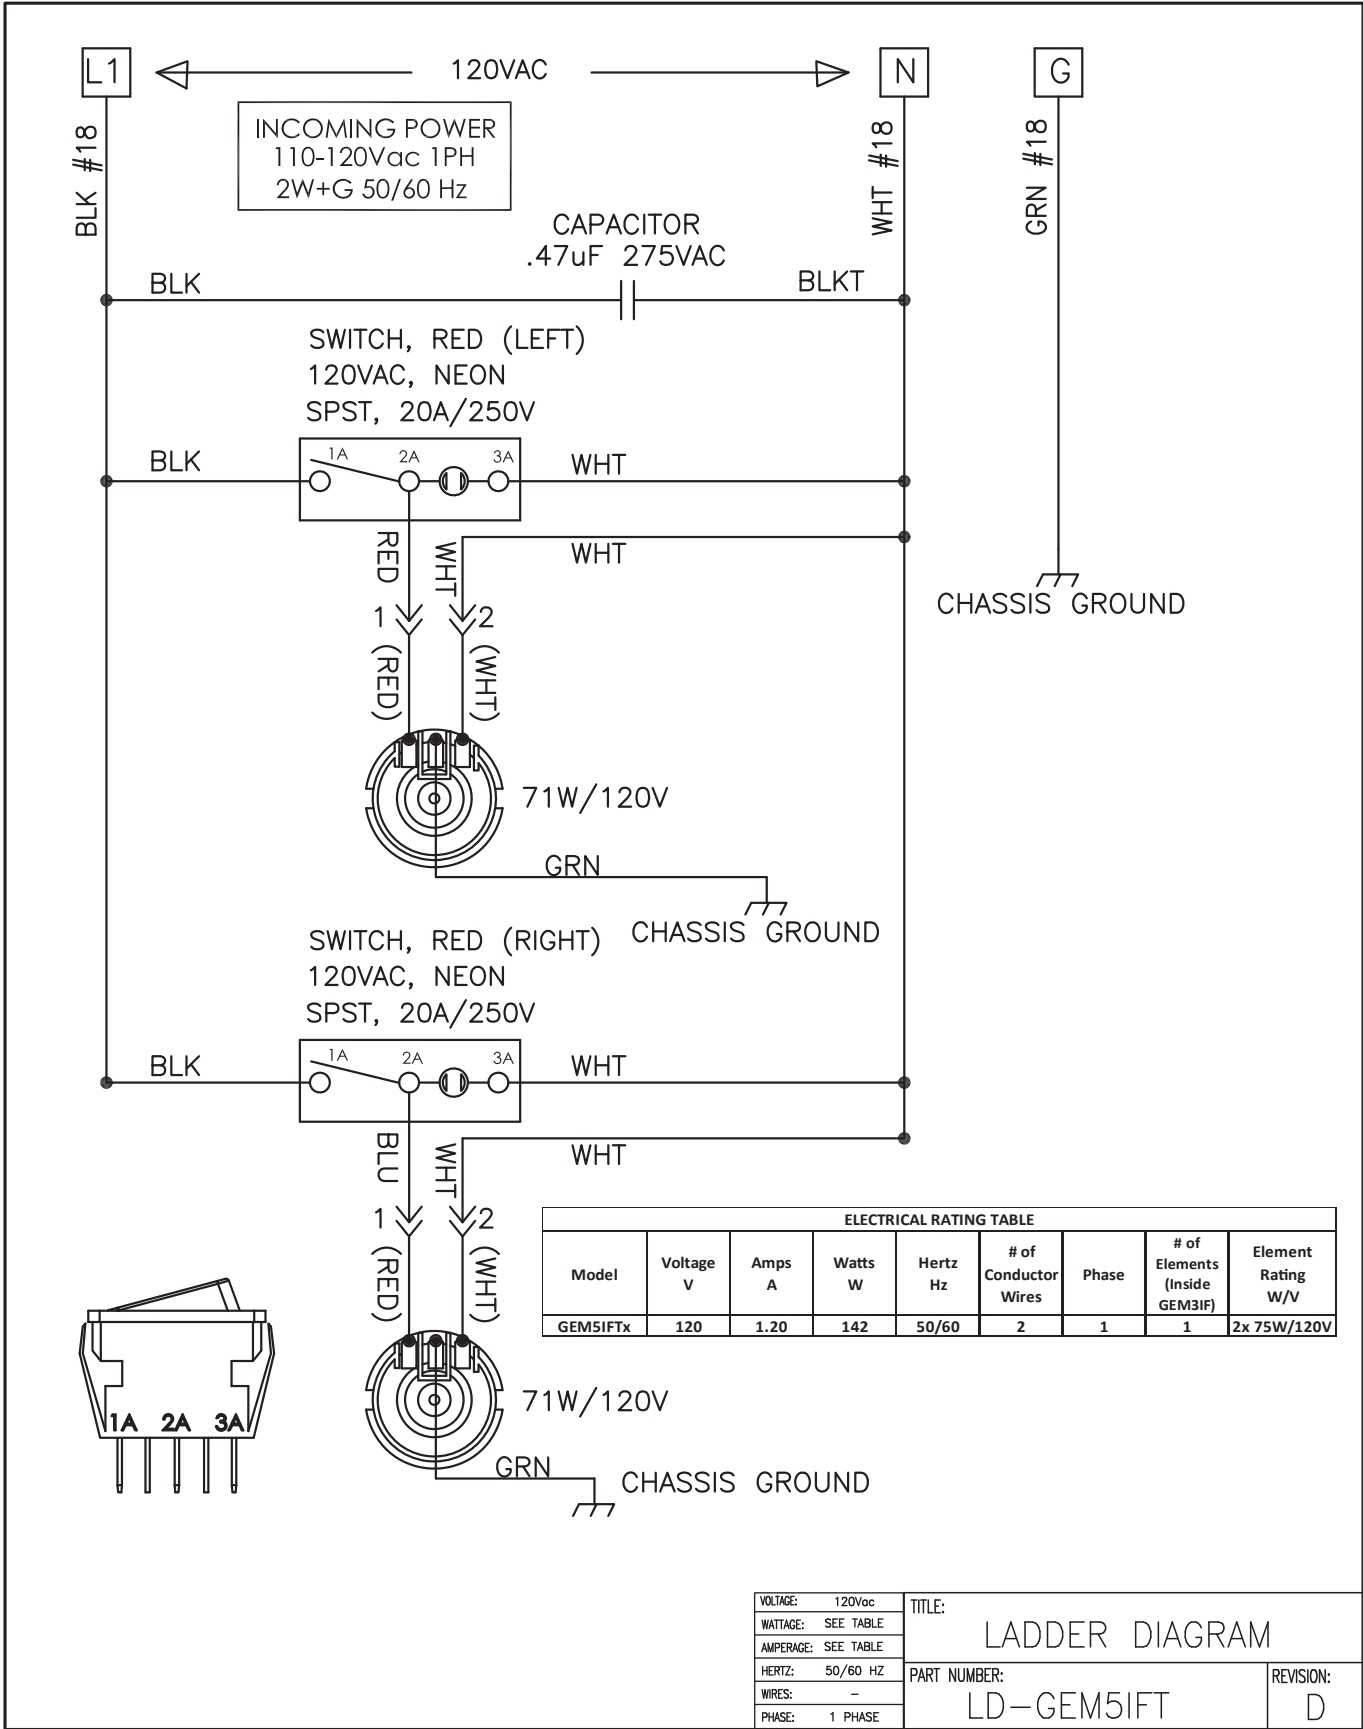 L1
120VAC
N
G
BLK #18
INCOMING POWER
110-120Vac 1PH
2W+G 50/60 Hz
WHT #18
GRN #18
CAPACITOR
.47uF 275VAC
BLK
BLKT
SWITCH, RED (LEFT)
120VAC, NEON
SPST, 20A/250V
BLK
1A
2A
3A
WHT
RED
WHT
WHT
1
2
(RED)
(WHT)
CHASSIS GROUND
71W/120V
GRN
CHASSIS GROUND
SWITCH, RED (RIGHT)
120VAC, NEON
SPST, 20A/250V
BLK
1A
2A
3A
WHT
BLU
WHT
WHT
1
2
(RED)
(WHT)
71W/120V
GRN
CHASSIS GROUND
ELECTRICAL RATING TABLE
Model
Voltage
V
Amps
A
Watts
W
Hertz
Hz
# of
Conductor
Wires
Phase
# of
Elements
(Inside
GEM3IF)
Element
Rating
W/V
GEM5IFTx 120 1.20 142 50/60 2 1 1 2x 75W/120V
1A 2A 3A
VOLTAGE: 120Vac
WATTAGE: SEE TABLE
AMPERAGE: SEE TABLE
HERTZ: 50/60 HZ
WIRES: –
PHASE: 1 PHASE
TITLE:
LADDER DIAGRAM
PART NUMBER:
LD–GEM5IFT
REVISION:
D